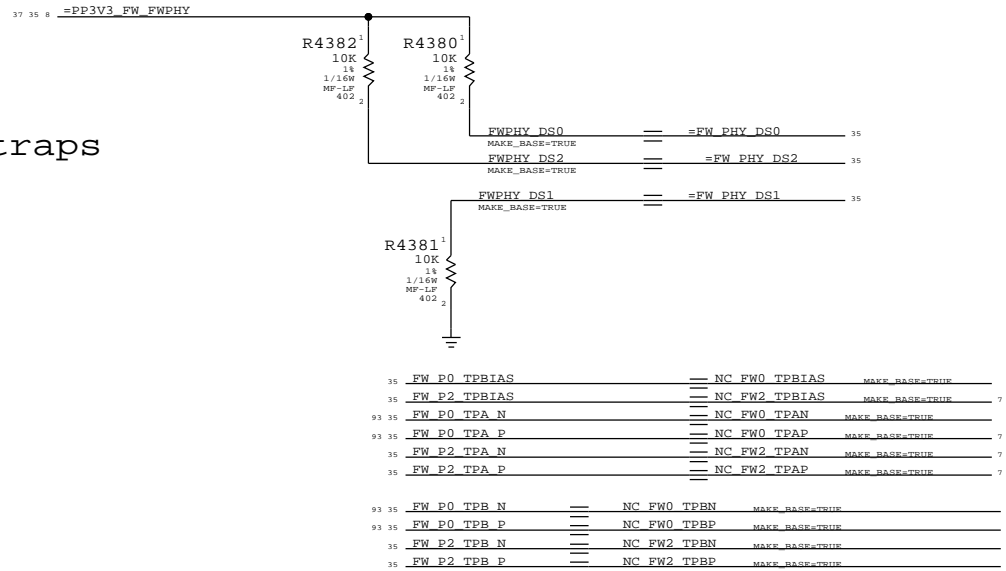 37 35 8 =PP3V3_FW_FWPHY
R4382 1 R4380 1
10K 10K
1% 1%
1/16W 1/16W
MF-LF MF-LF
402 2 402 2
FWPHY_DS0 =FW_PHY_DS0 35
MAKE_BASE=TRUE
traps
FWPHY_DS2 =FW_PHY_DS2 35
MAKE_BASE=TRUE
FWPHY_DS1 =FW_PHY_DS1 35
MAKE_BASE=TRUE
R4381 1
10K
1%
1/16W
MF-LF
402 2
35 FW_P0_TPBIAS NC_FW0_TPBIAS MAKE_BASE=TRUE
35 FW_P2_TPBIAS NC_FW2_TPBIAS MAKE_BASE=TRUE 7
93 35 FW_P0_TPA_N NC_FW0_TPAN MAKE_BASE=TRUE
93 35 FW_P0_TPA_P NC_FW0_TPAP MAKE_BASE=TRUE 7
35 FW_P2_TPA_N NC_FW2_TPAN MAKE_BASE=TRUE 7
35 FW_P2_TPA_P NC_FW2_TPAP MAKE_BASE=TRUE 7
93 35 FW_P0_TPB_N NC_FW0_TPBN MAKE_BASE=TRUE
93 35 FW_P0_TPB_P NC_FW0_TPBP MAKE_BASE=TRUE
35 FW_P2_TPB_N NC_FW2_TPBN MAKE_BASE=TRUE
35 FW_P2_TPB_P NC_FW2_TPBP MAKE_BASE=TRUE